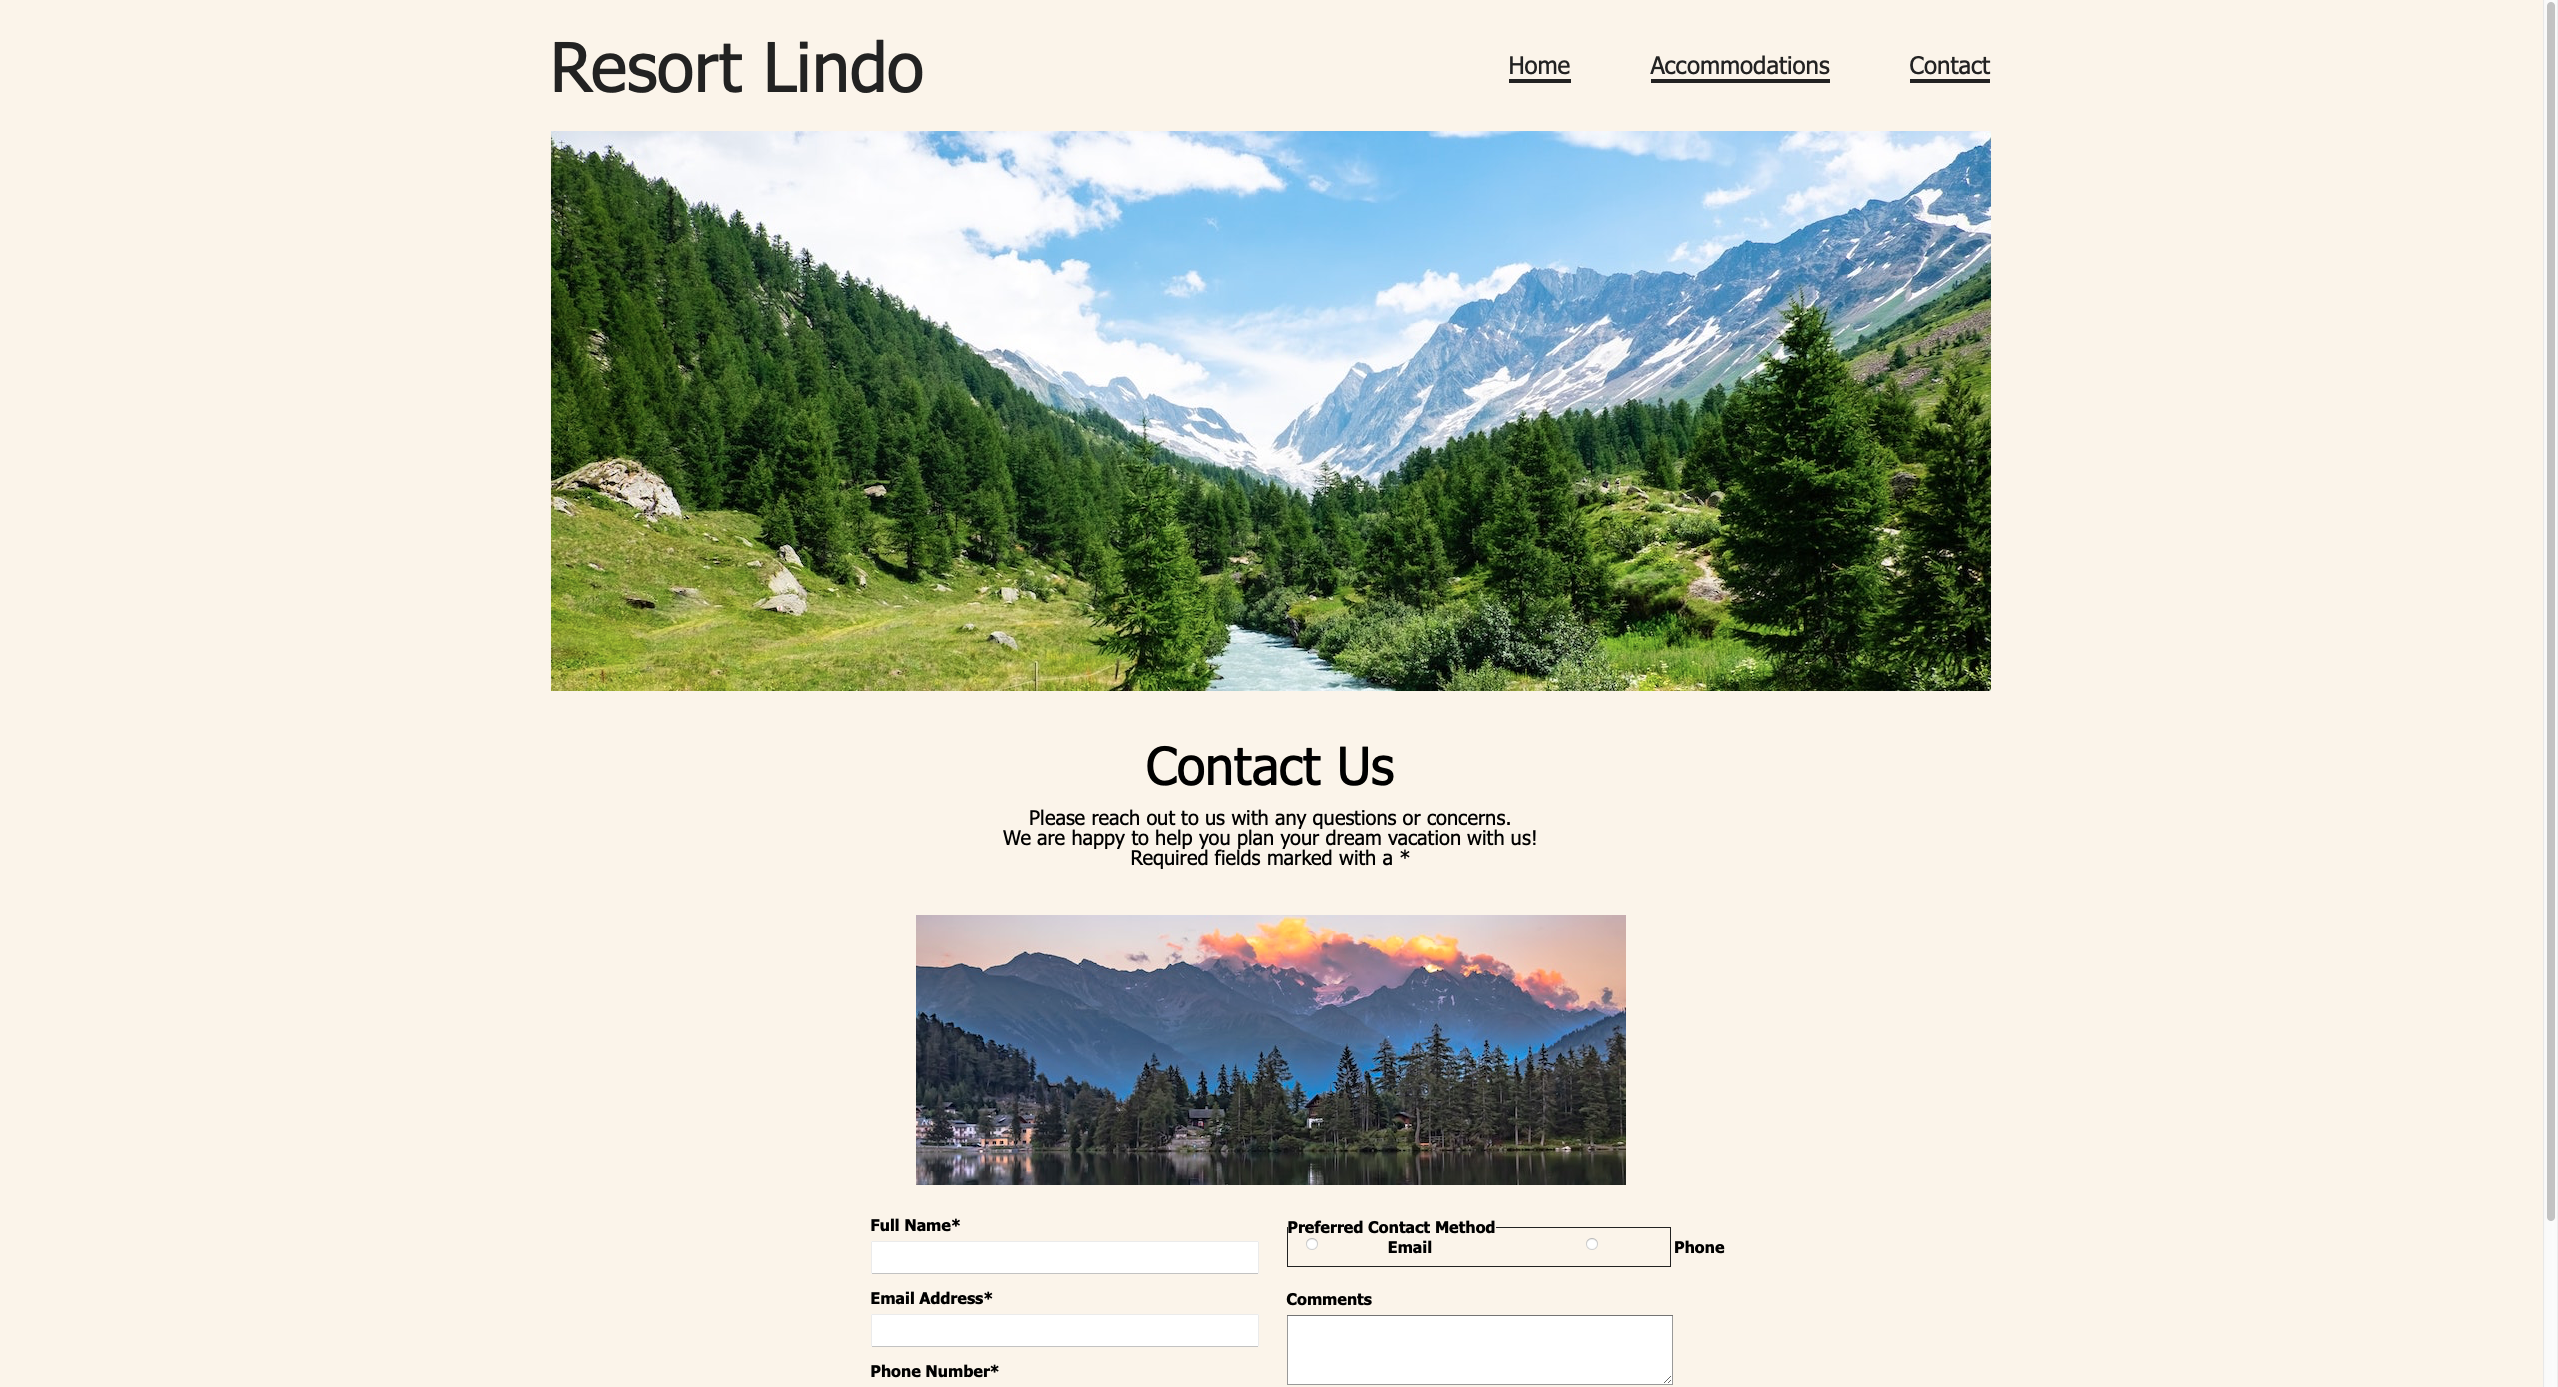 Resort Lindo
Home Accommodations Contact
Contact Us
Please reach out to us with any questions or concerns.
We are happy to help you plan your dream vacation with us!
Required fields marked with a *
Full Name*
Email Address*
Phone Number*
Preferred Contact Method
Email Phone
Comments